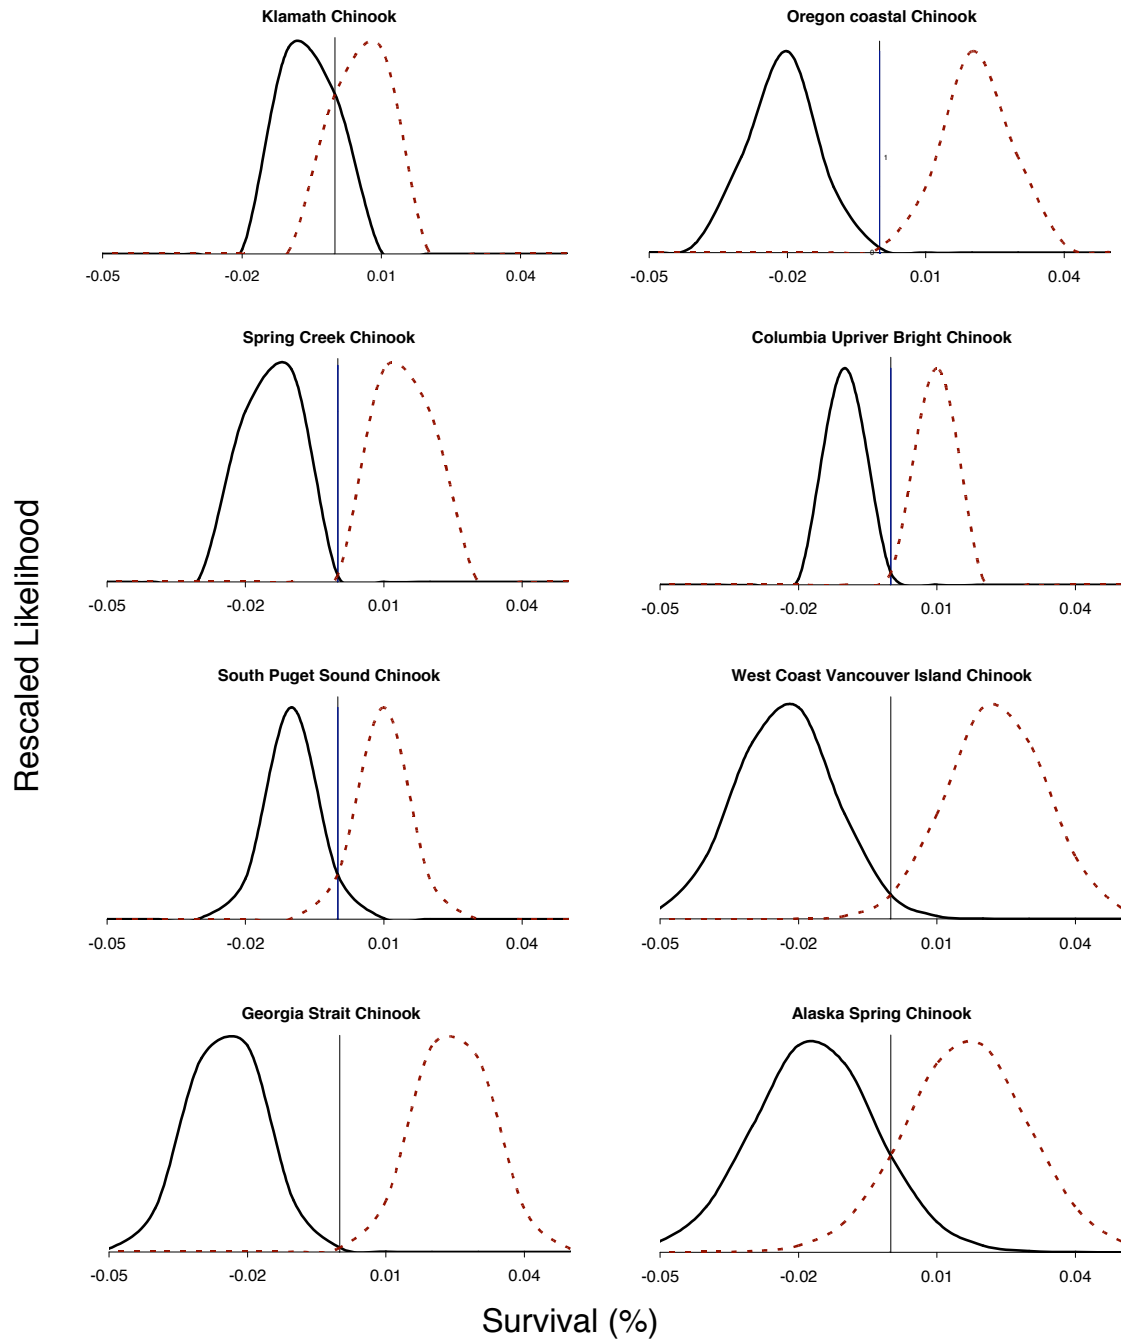 Klamath Chinook
-0.05 -0.02 0.01 0.04
Oregon coastal Chinook
1
0
-0.05 -0.02 0.01 0.04
Spring Creek Chinook
-0.05 -0.02 0.01 0.04
Columbia Upriver Bright Chinook
-0.05 -0.02 0.01 0.04
Rescaled Likelihood
South Puget Sound Chinook
-0.05 -0.02 0.01 0.04
West Coast Vancouver Island Chinook
-0.05 -0.02 0.01 0.04
Georgia Strait Chinook
-0.05 -0.02 0.01 0.04
Alaska Spring Chinook
-0.05 -0.02 0.01 0.04
Survival (%)